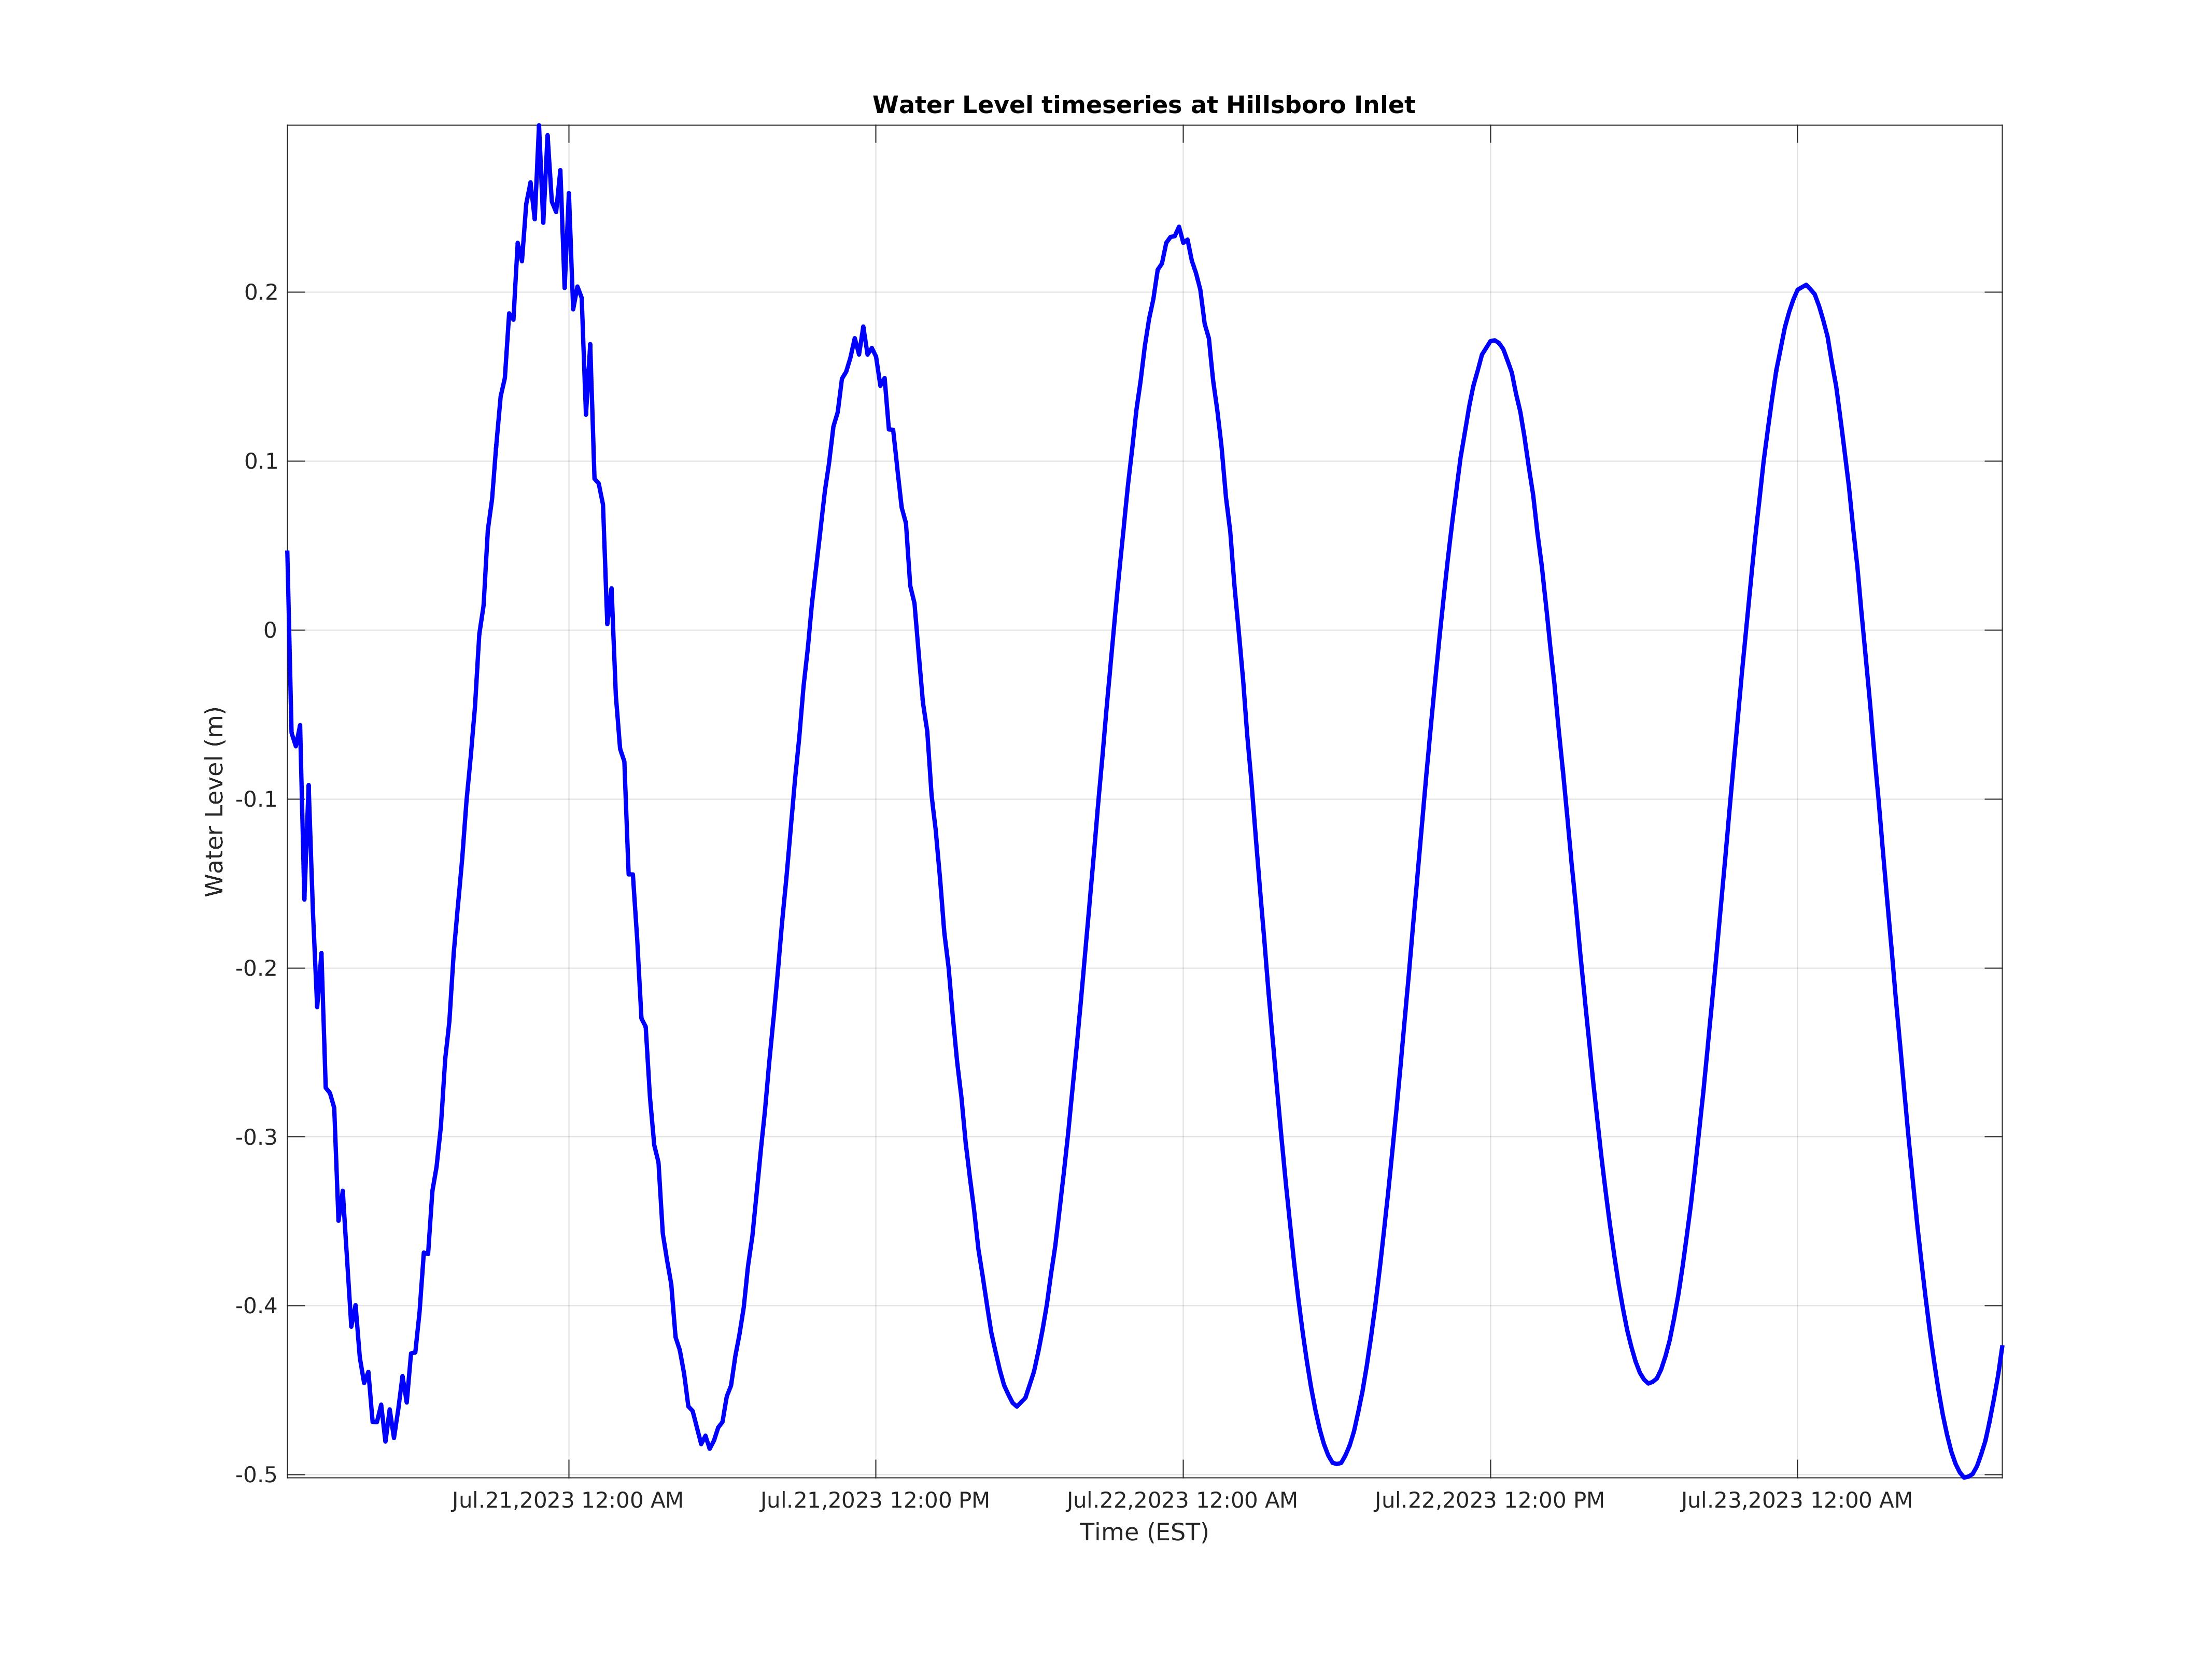 Water Level timeseries at Hillsboro Inlet
0.2
0.1
0
-0.1
-0.2
-0.3
-0.4
-0.5
Water Level (m)
Jul.21,2023 12:00 AM
Jul.21,2023 12:00 PM
Jul.22,2023 12:00 AM
Jul.22,2023 12:00 PM
Jul.23,2023 12:00 AM
Time (EST)